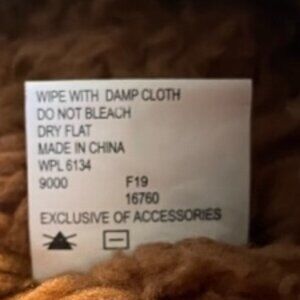 WIPE WITH DAMP CLOTH
DO NOT BLEACH
DRY FLAT
MADE IN CHINA
WPL 6134
9000 F19
16760
EXCLUSIVE OF ACCESSORIES